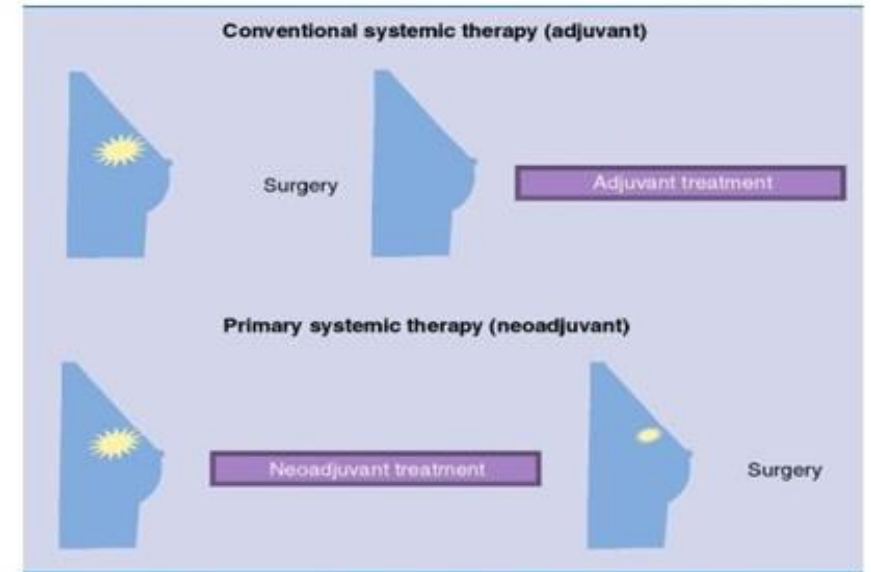 Conventional systemic therapy (adjuvant)
Surgery
Adjuvant treatment
Primary systemic therapy (neoadjuvant)
Neoadjuvant treatment
Surgery